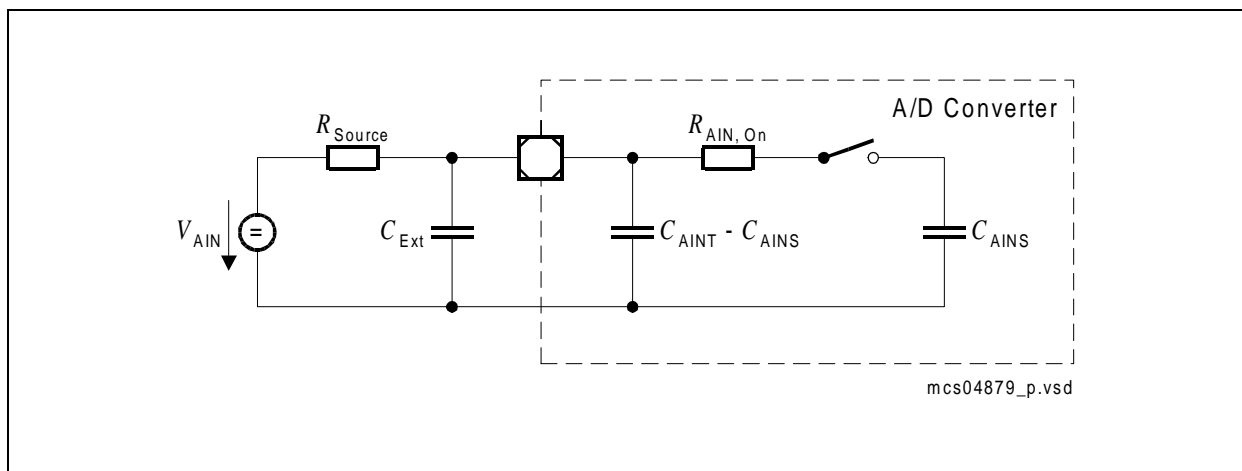 A/D Converter
R Source
R AIN, On
V AIN
=
C Ext
C AINT - C AINS
C AINS
mcs04879_p.vsd